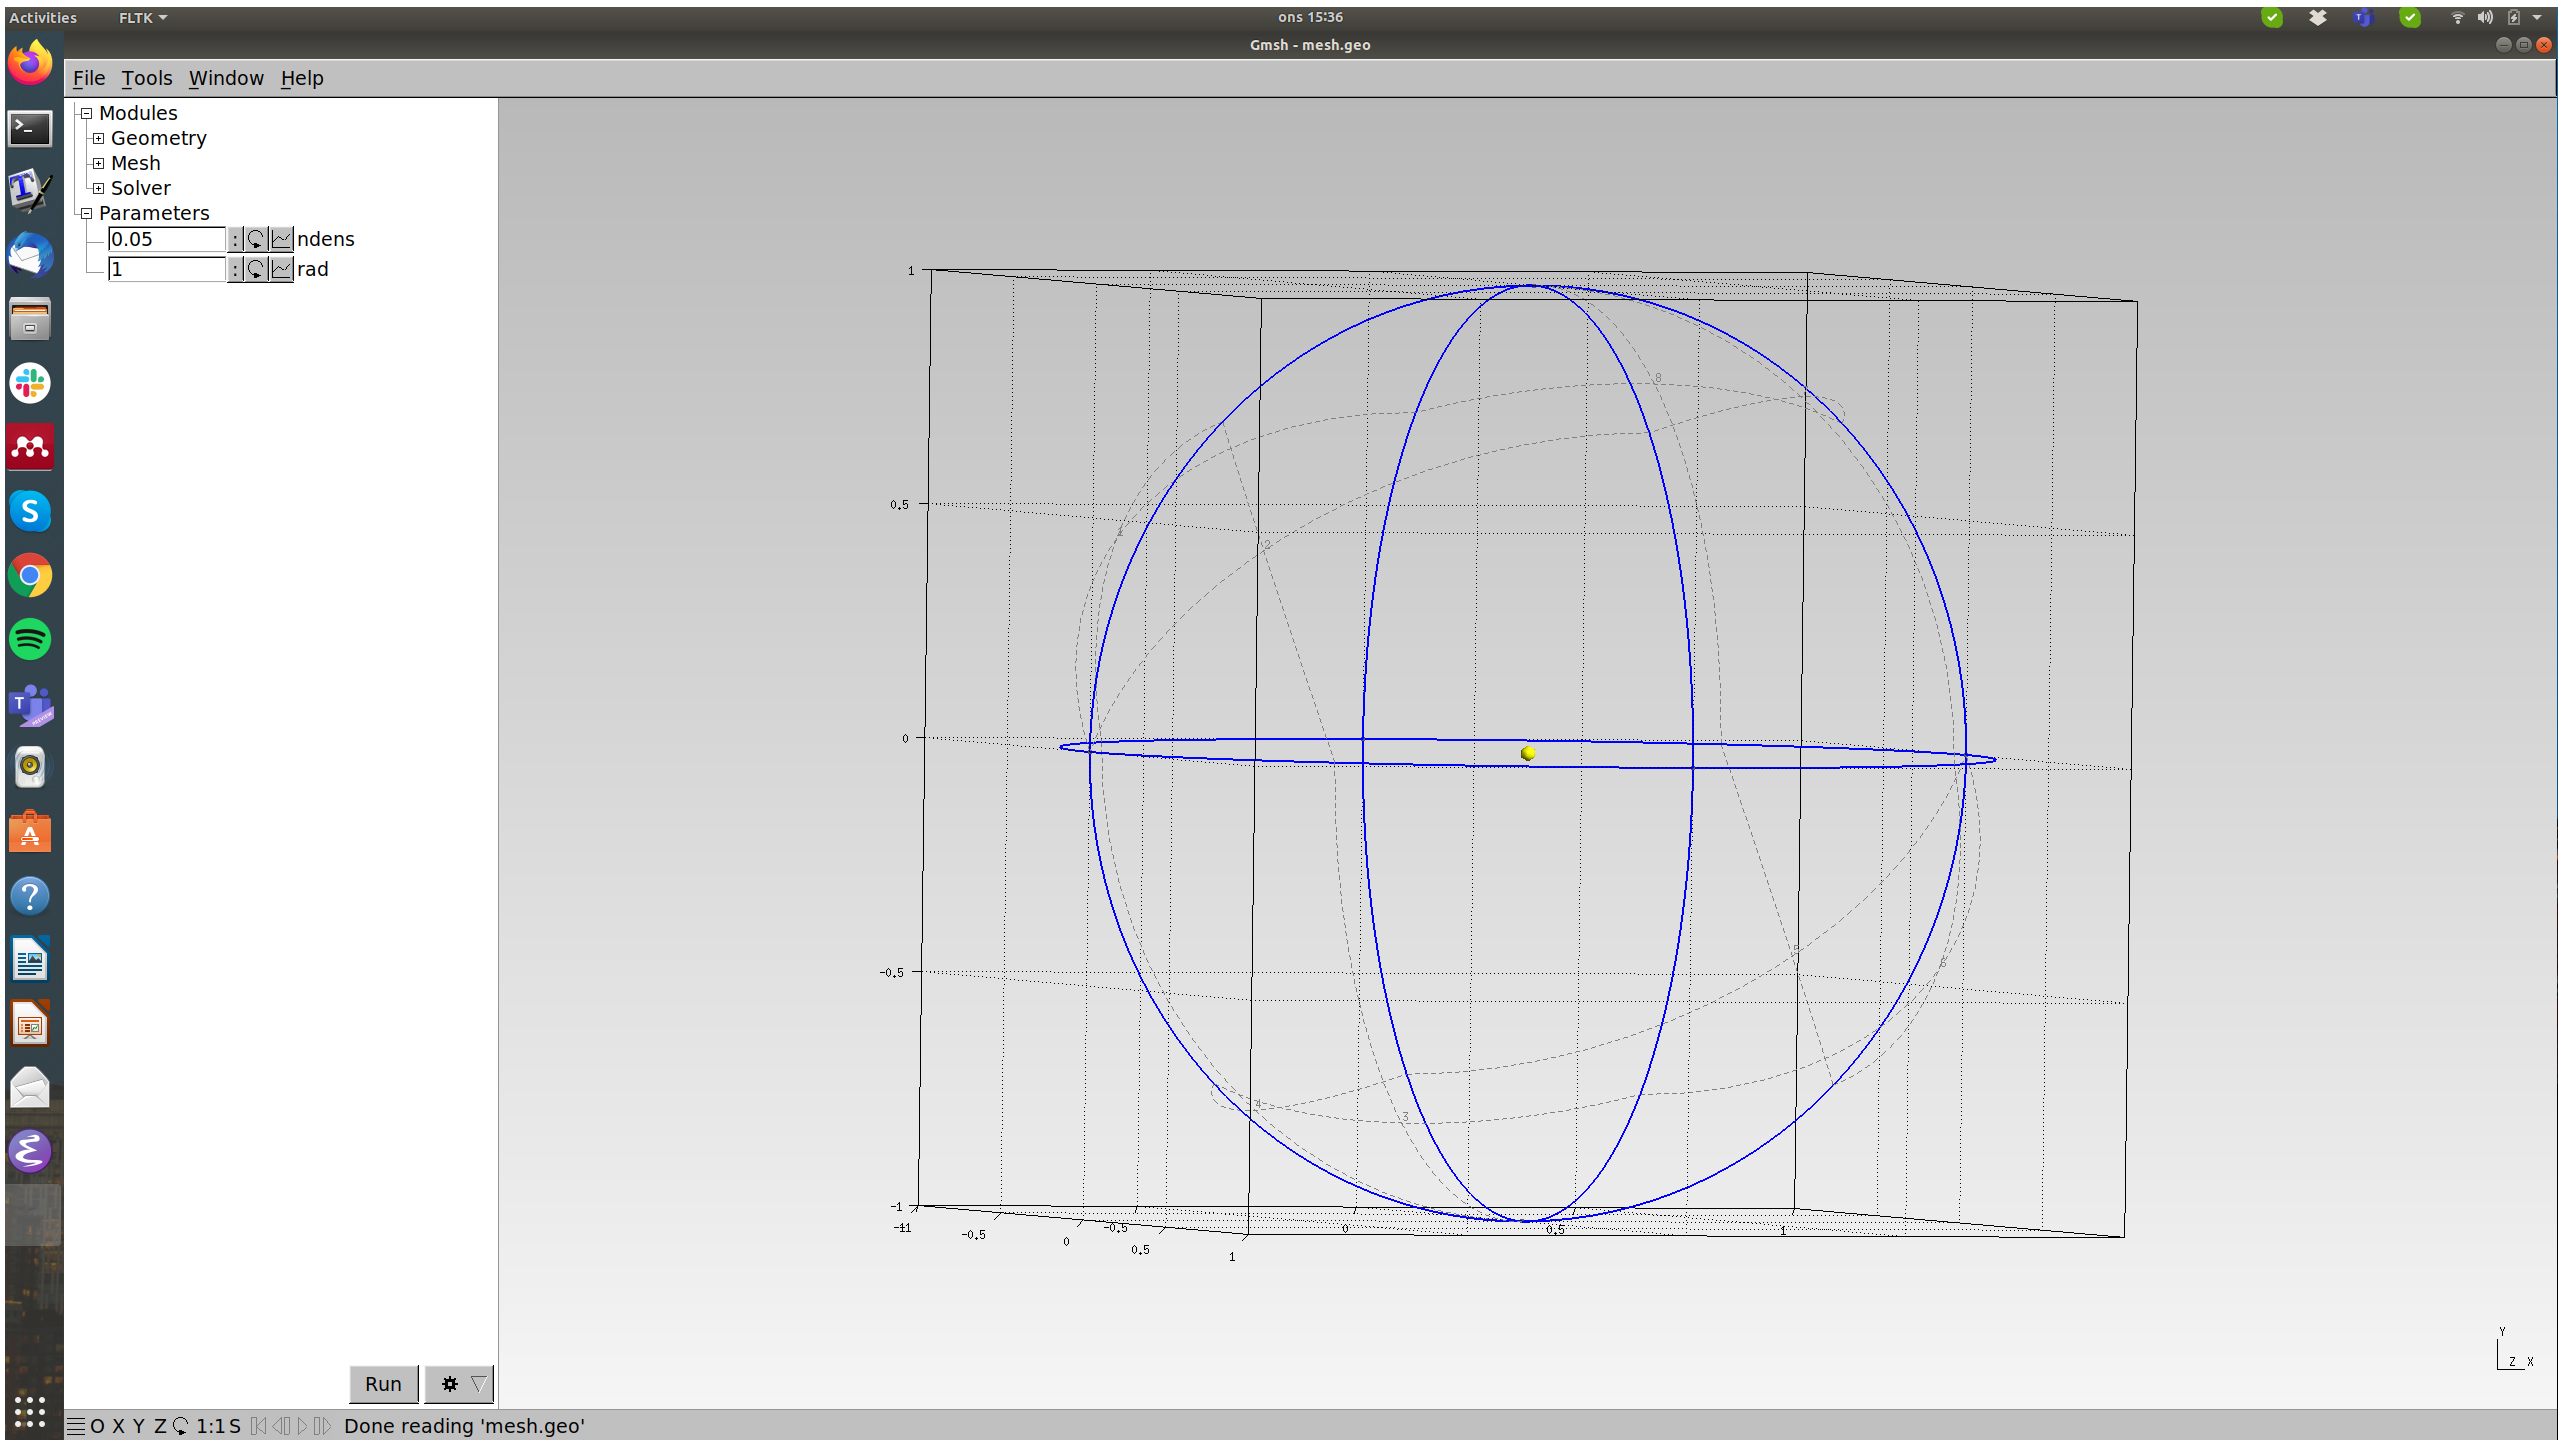 Activities FLTK ons 15:36
Gmsh - mesh.geo
File Tools Window Help
Modules
Geometry
Mesh
Solver
Parameters
0.05 : ndens
1 : rad
1
8
0.5
2
0
-0.5
5
6
4
3
-1
-11 -0.5 0 0.5 1
-0.5 0
0.5
1
Y
Z X
Run
O X Y Z 1:1 S Done reading 'mesh.geo'